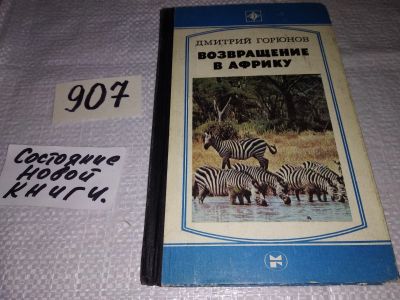 907
Состояние
новой
книги.
ДМИТРИЙ ГОРЮНОВ
ВОЗВРАЩЕНИЕ
В АФРИКУ